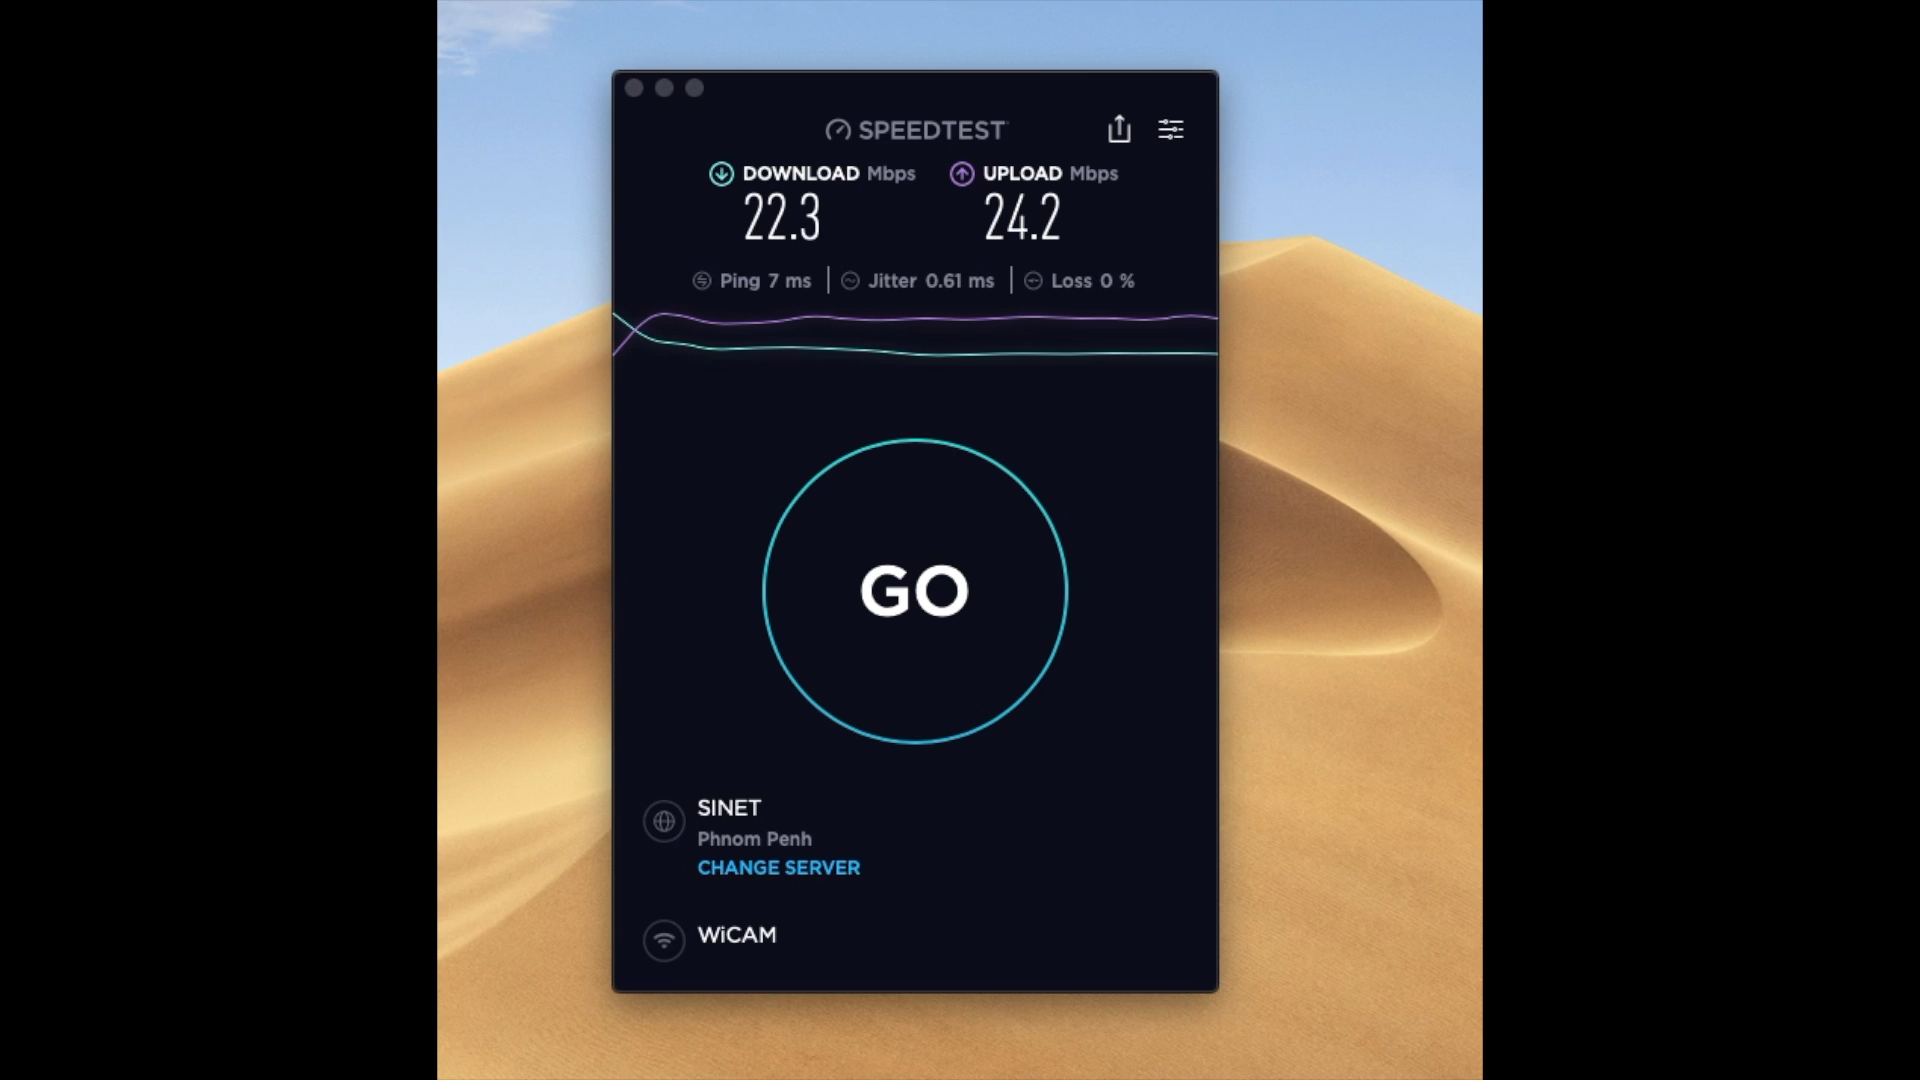 SPEEDTEST
DOWNLOAD Mbps UPLOAD Mbps
22.3 24.2
Ping 7 ms Jitter 0.61 ms Loss 0 %
GO
SINET
Phnom Penh
CHANGE SERVER
WiCAM